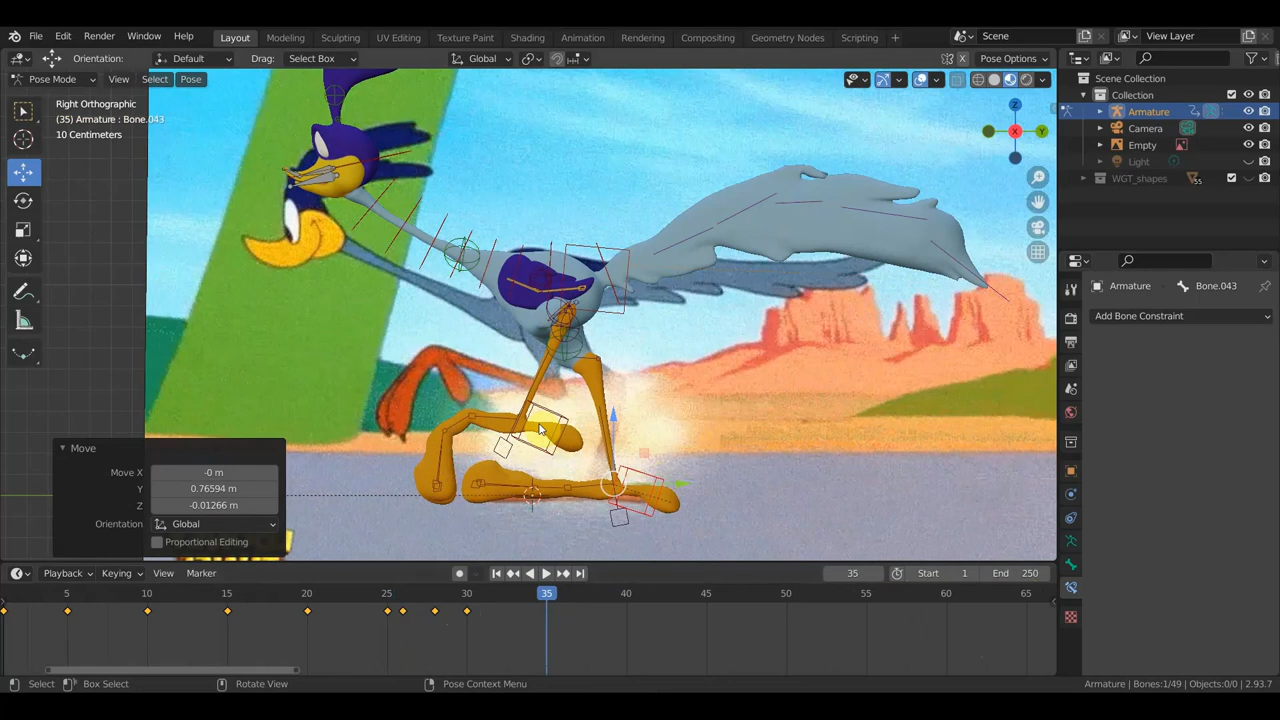 File Edit Render Window Help Layout Modeling Sculpting UV Editing Texture Paint Shading Animation Rendering Compositing Geometry Nodes Scripting + Scene View Layer
Orientation: Default Drag: Select Box Global Pose Options
Pose Mode View Select Pose
Right Orthographic
(35) Armature : Bone.043
10 Centimeters
Z
X
Y
Scene Collection
Collection
Armature
Camera
Empty
Light
WGT_shapes 55
Armature Bone.043
Add Bone Constraint
Move
Move X -0 m
Y 0.76594 m
Z -0.01266 m
Orientation Global
Proportional Editing
Playback Keying View Marker 35 Start 1 End 250
5 10 15 20 25 30 35 40 45 50 55 60 65
Select Box Select Rotate View Pose Context Menu Armature | Bones:1/49 | Objects:0/0 | 2.93.7